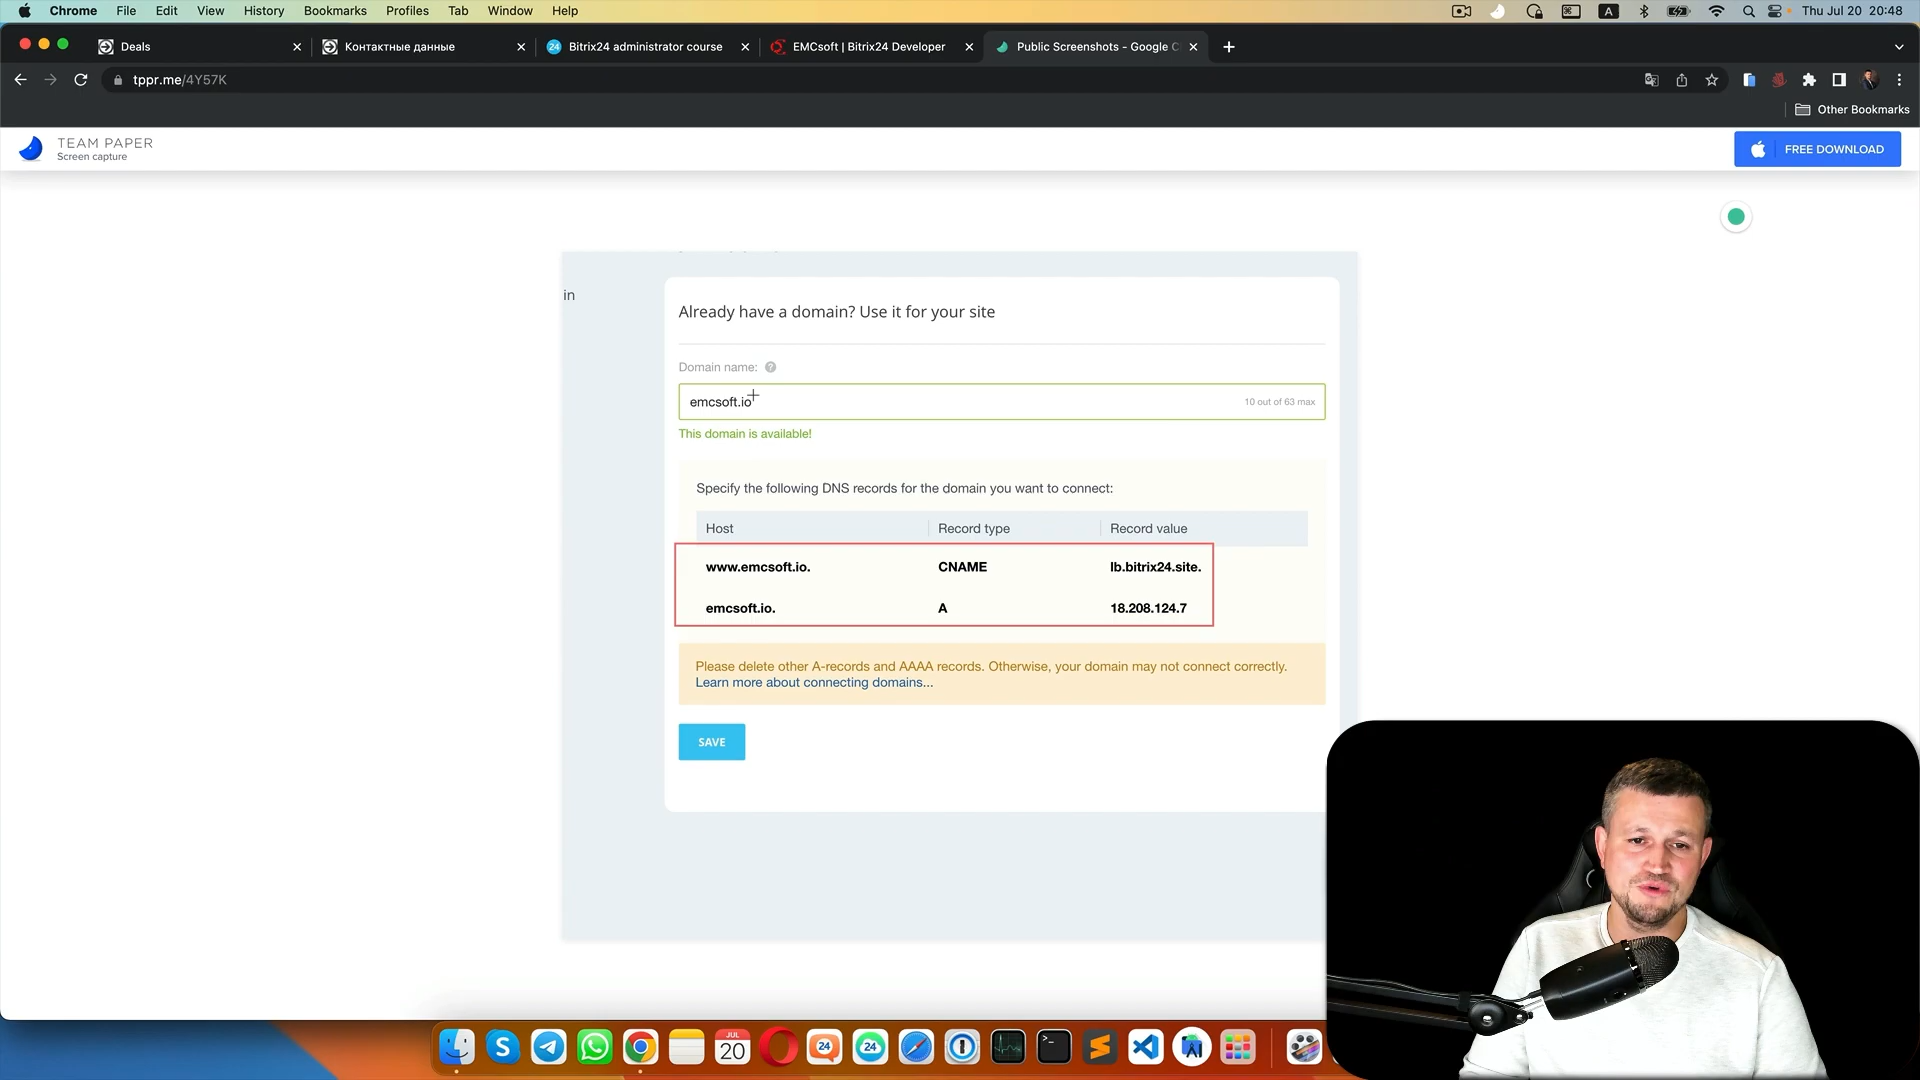 Chrome File Edit View History Bookmarks Profiles Tab Window Help
A
Thu Jul 20 20:48
Deals
Контактные данные
24 Bitrix24 administrator course
EMCsoft | Bitrix24 Developer
Public Screenshots - Google C
tppr.me/4Y57K
Other Bookmarks
TEAM PAPER
Screen capture
FREE DOWNLOAD
in
Already have a domain? Use it for your site
Domain name: ?
emcsoft.io
10 out of 63 max
This domain is available!
Specify the following DNS records for the domain you want to connect:
Host Record type Record value
www.emcsoft.io. CNAME lb.bitrix24.site.
emcsoft.io. A 18.208.124.7
Please delete other A-records and AAAA records. Otherwise, your domain may not connect correctly.
Learn more about connecting domains...
SAVE
JUL
20
24
24